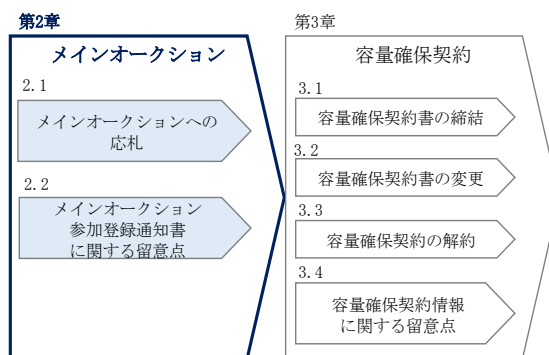 第2章
メインオークション
2.1
メインオークションへの
応札
2.2
メインオークション
参加登録通知書
に関する留意点
第3章
容量確保契約
3.1
容量確保契約書の締結
3.2
容量確保契約書の変更
3.3
容量確保契約の解約
3.4
容量確保契約情報
に関する留意点